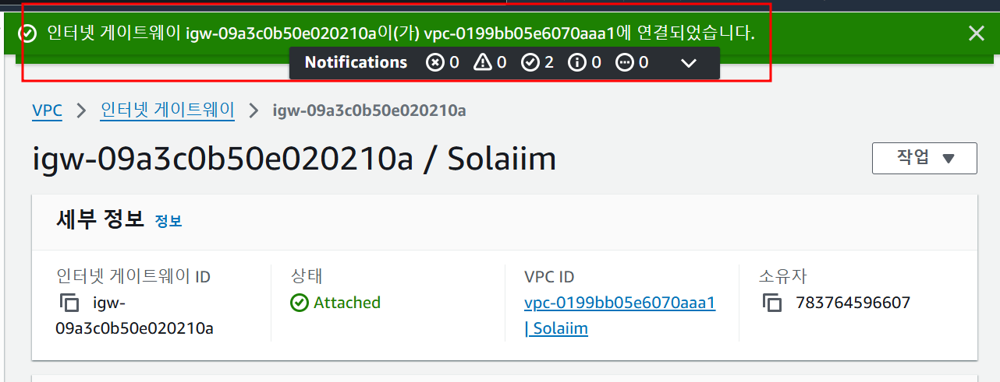 인터넷 게이트웨이 igw-09a3c0b50e020210a이(가) vpc-0199bb05e6070aaa1에 연결되었습니다.
Notifications 0 0 2 0 0
VPC 인터넷 게이트웨이 igw-09a3c0b50e020210a
igw-09a3c0b50e020210a / Solaiim
작업
세부 정보 정보
인터넷 게이트웨이 ID
igw-
09a3c0b50e020210a
상태
Attached
VPC ID
vpc-0199bb05e6070aaa1
| Solaiim
소유자
783764596607